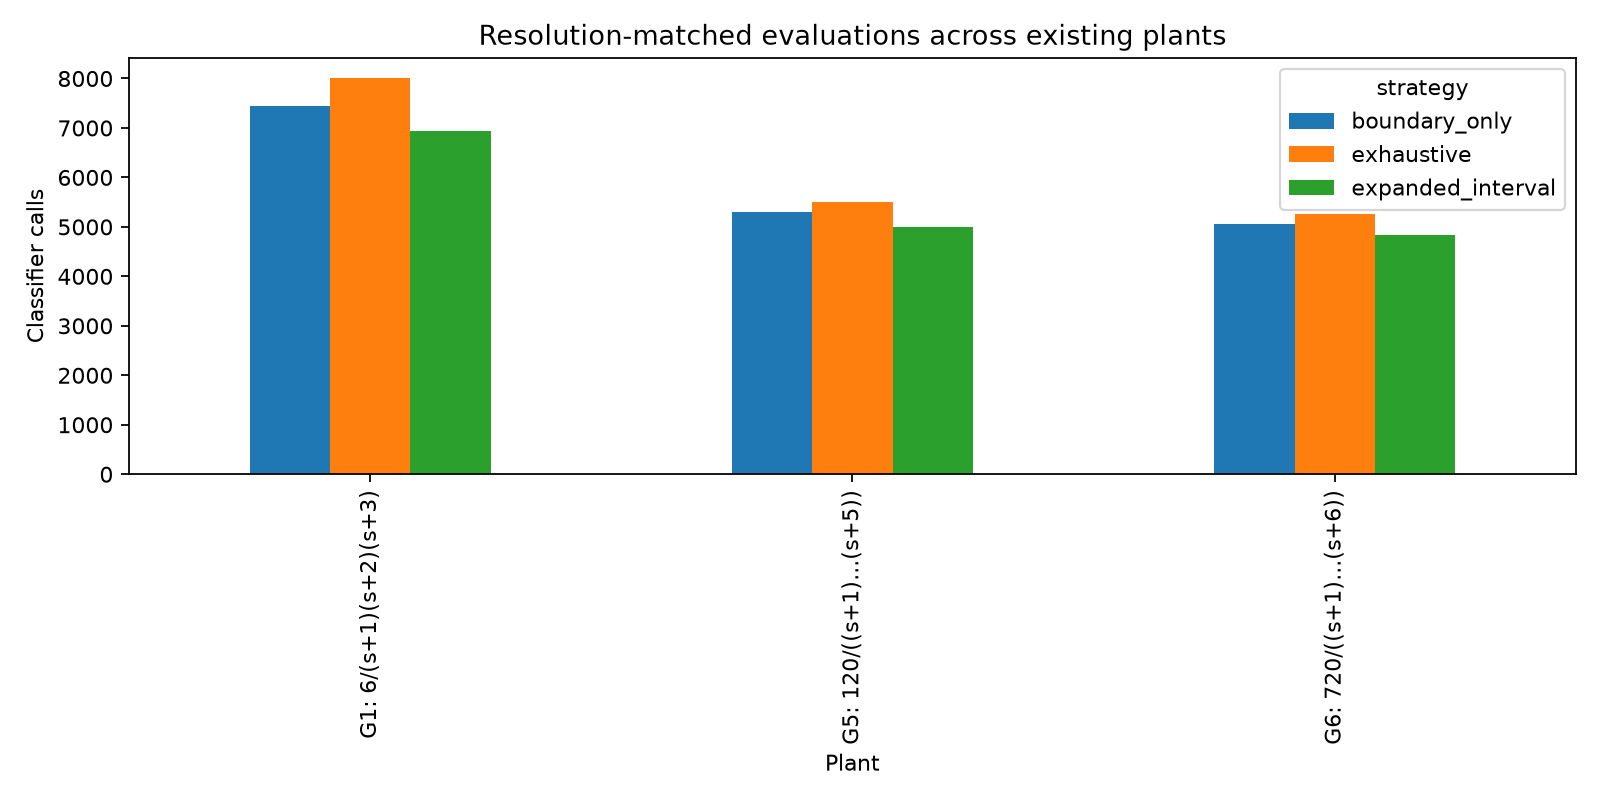 Resolution-matched evaluations across existing plants
strategy
boundary_only
exhaustive
expanded_interval
Classifier calls
8000
7000
6000
5000
4000
3000
2000
1000
0
G1: 6/(s+1)(s+2)(s+3)
G5: 120/((s+1)...(s+5))
G6: 720/((s+1)...(s+6))
Plant